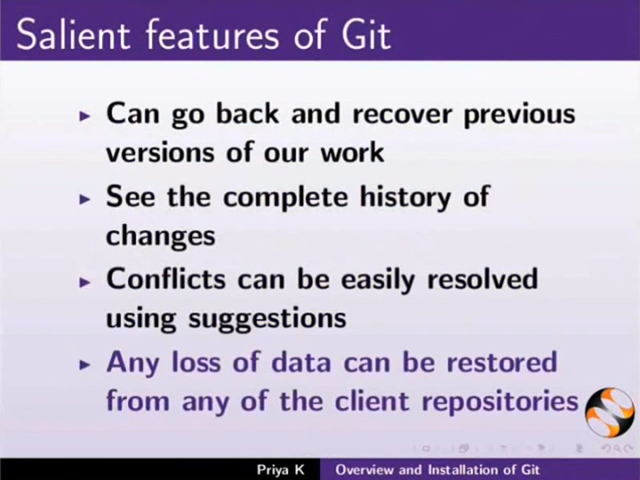 Salient features of Git
Can go back and recover previous
versions of our work
See the complete history of
changes
Conflicts can be easily resolved
using suggestions
Any loss of data can be restored
from any of the client repositories
Priya K
Overview and Installation of Git